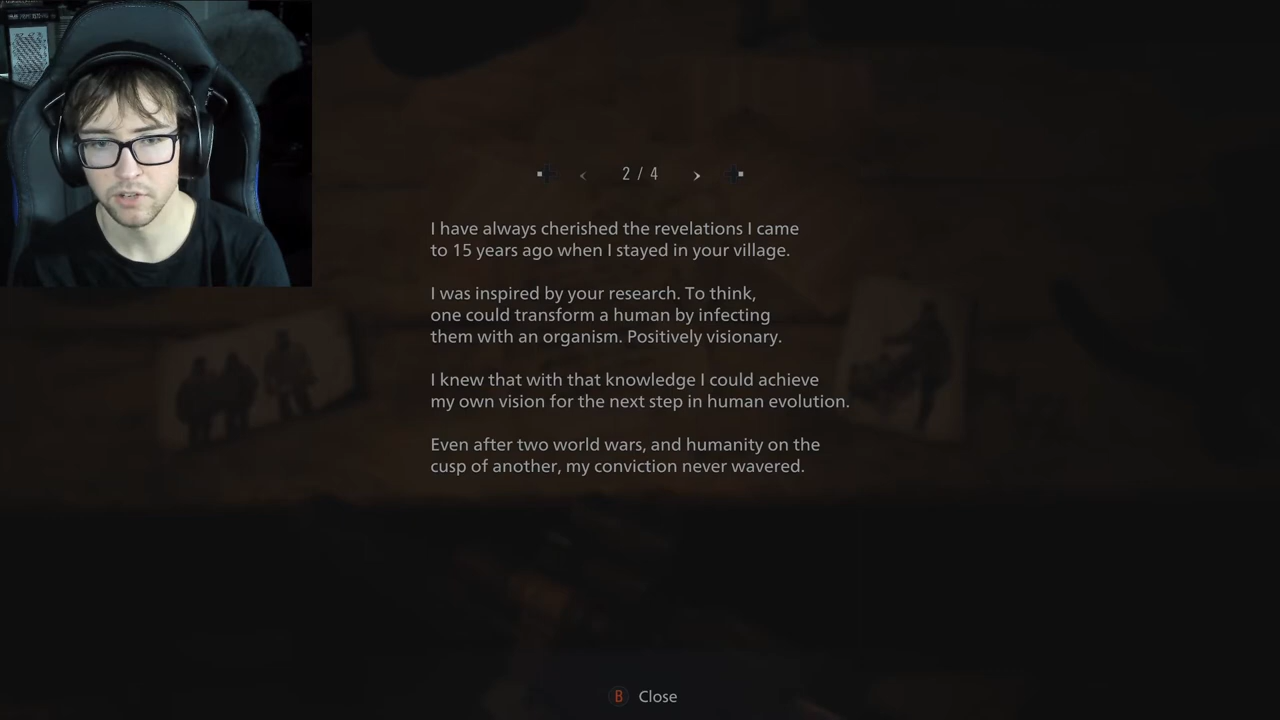 2 / 4
I have always cherished the revelations I came
to 15 years ago when I stayed in your village.
I was inspired by your research. To think,
one could transform a human by infecting
them with an organism. Positively visionary.
I knew that with that knowledge I could achieve
my own vision for the next step in human evolution.
Even after two world wars, and humanity on the
cusp of another, my conviction never wavered.
B Close